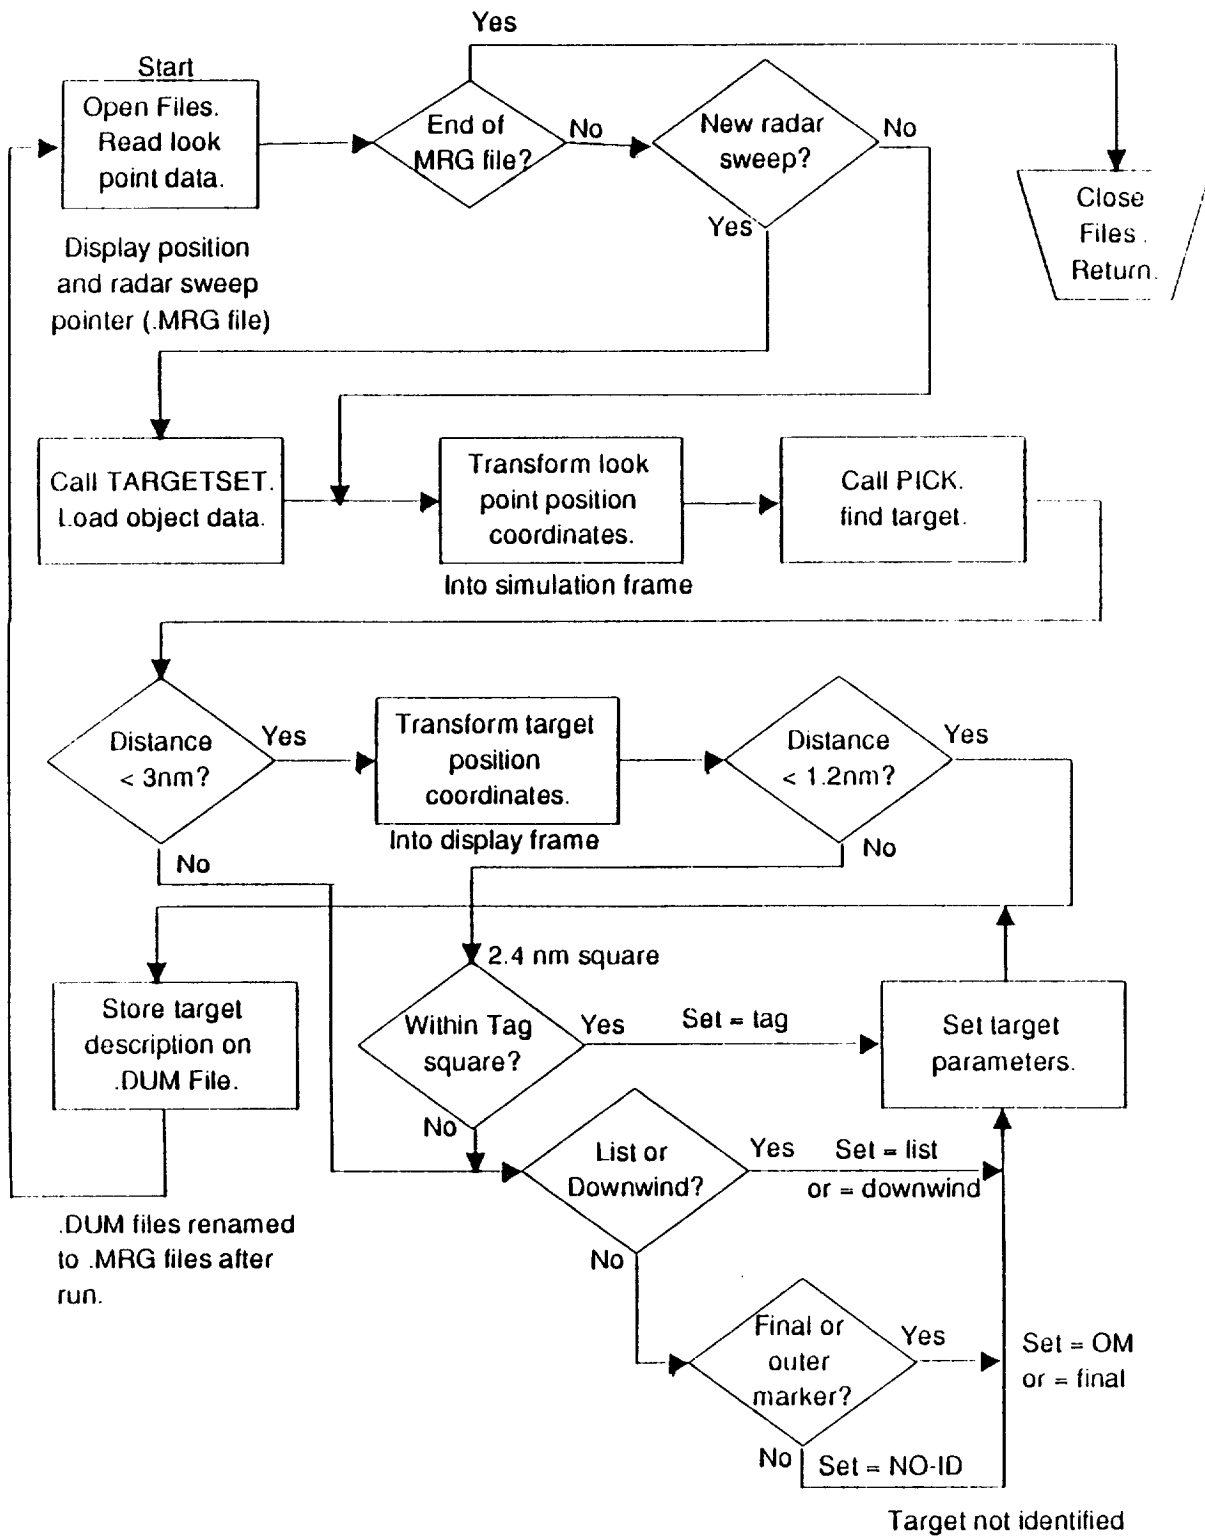 Yes
Start
Open Files.
Read look
point data.
End of
MRG file?
No
New radar
sweep?
No
Yes
Close
Files.
Return.
Display position
and radar sweep
pointer (.MRG file)
Call TARGETSET.
Load object data.
Transform look
point position
coordinates.
Into simulation frame
Call PICK.
find target.
Distance
< 3nm?
Yes
No
Transform target
position
coordinates.
Into display frame
Distance
< 1.2nm?
Yes
No
2.4 nm square
Store target
description on
.DUM File.
Within Tag
square?
Yes
Set = tag
No
Set target
parameters.
List or
Downwind?
Yes
Set = list
or = downwind
No
.DUM files renamed
to .MRG files after
run.
Final or
outer
marker?
Yes
Set = OM
or = final
No
Set = NO-ID
Target not identified